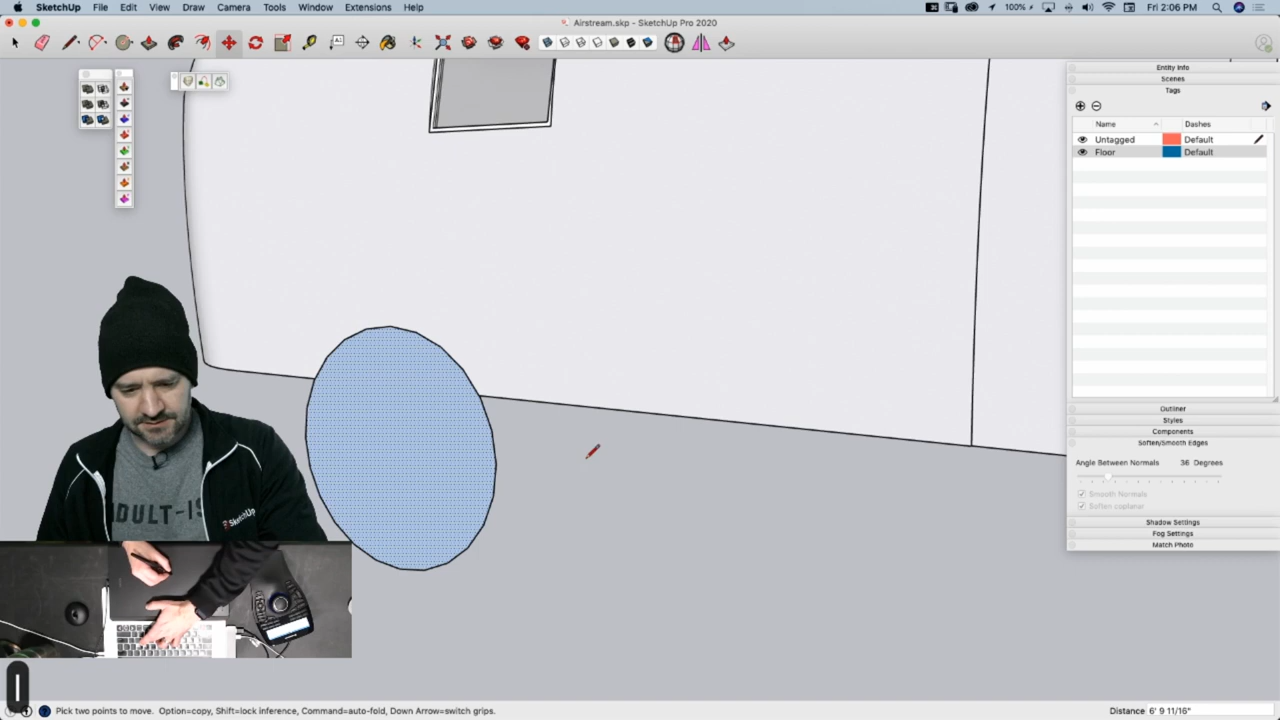 SketchUp File Edit View Draw Camera Tools Window Extensions Help
100% Fri 2:06 PM
Airstream.skp - SketchUp Pro 2020
Entity Info
Scenes
Tags
Name Dashes
Untagged Default
Floor Default
Outliner
Styles
Components
Soften/Smooth Edges
Angle Between Normals 36 Degrees
Smooth Normals
Soften coplanar
Shadow Settings
Fog Settings
Match Photo
SketchUp
Pick two points to move. Option=copy, Shift=lock inference, Command=auto-fold, Down Arrow=switch grips.
Distance 6' 9 11/16"